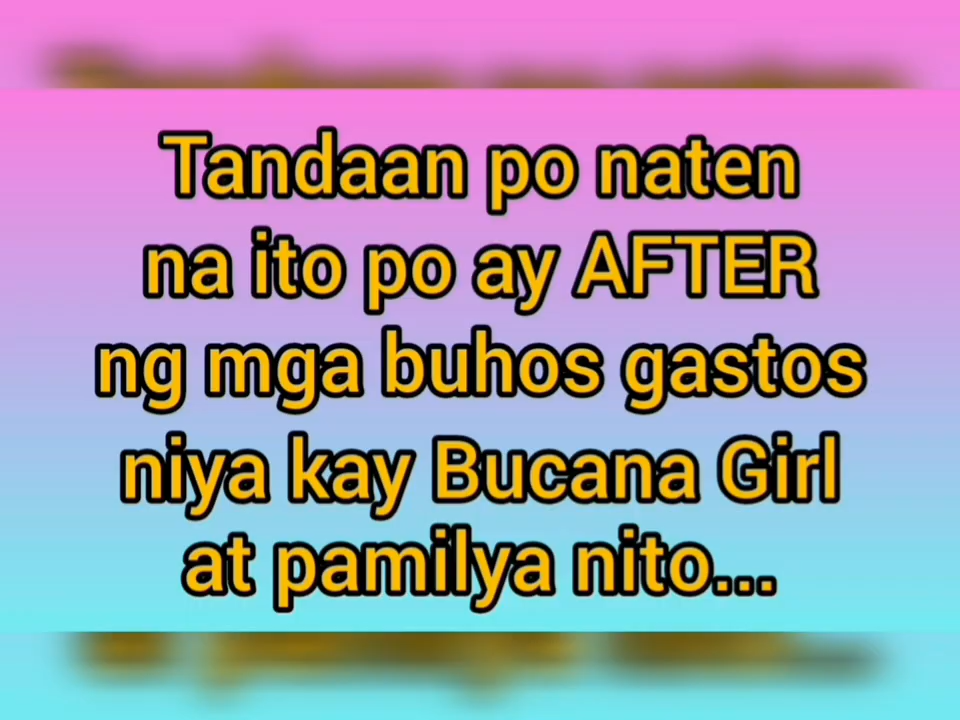 Tandaan po naten
na ito po ay AFTER
ng mga buhos gastos
niya kay Bucana Girl
at pamilya nito...